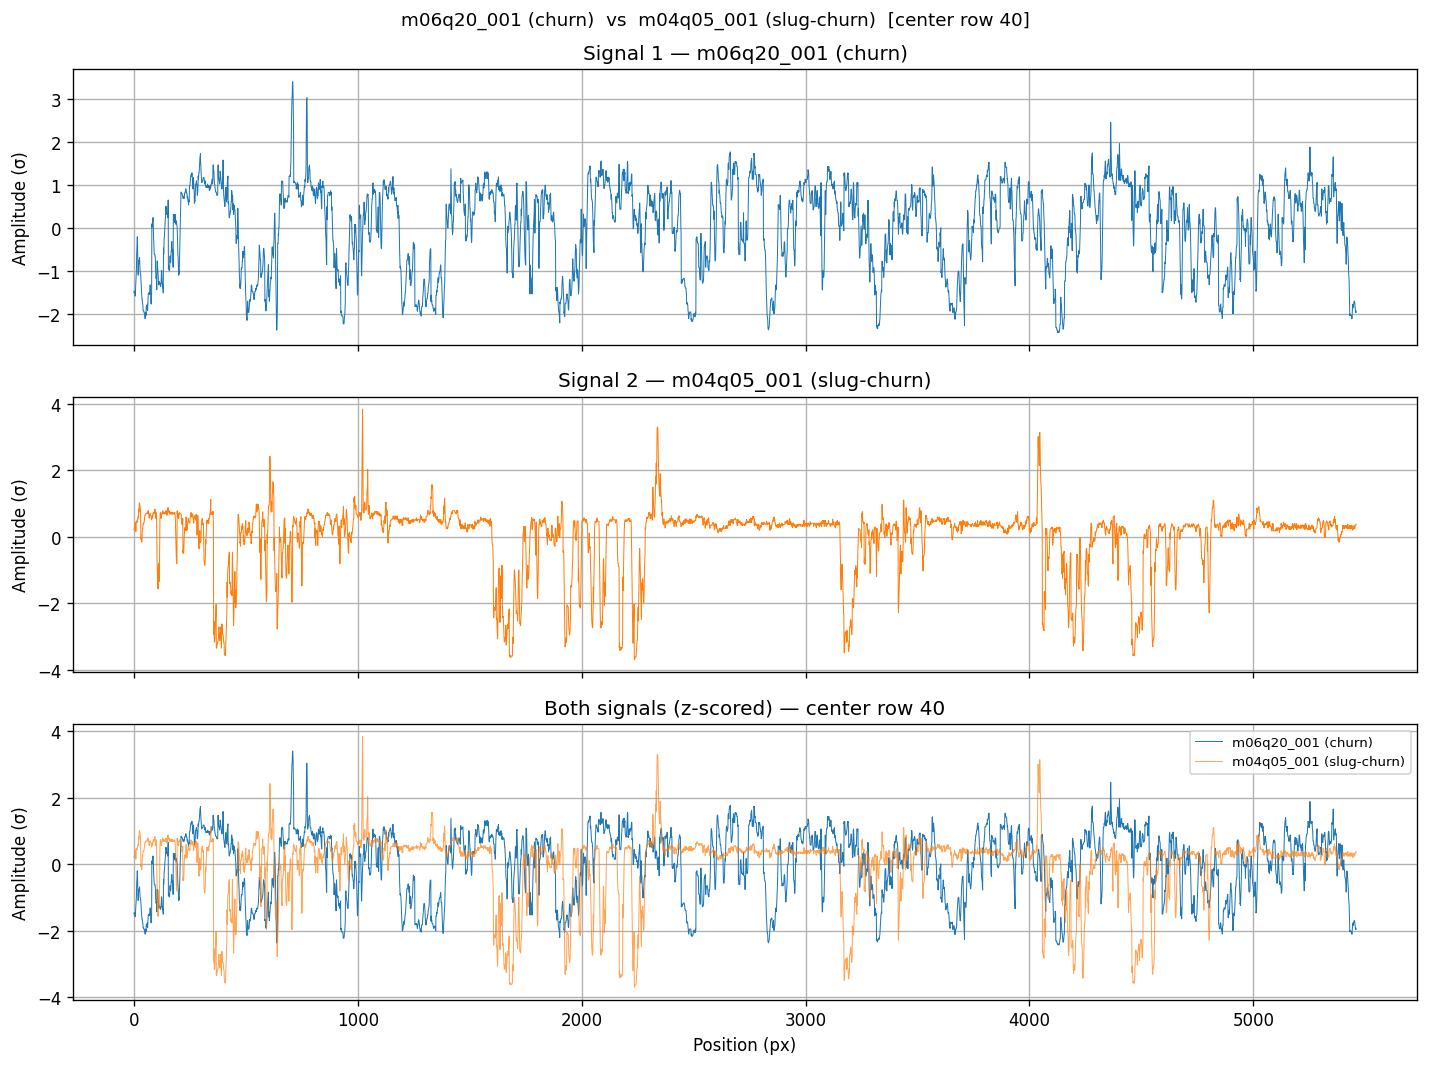 m06q20_001 (churn)  vs  m04q05_001 (slug-churn)  [center row 40]
Signal 1 — m06q20_001 (churn)
Amplitude (σ)
3
2
1
0
−1
−2
Signal 2 — m04q05_001 (slug-churn)
Amplitude (σ)
4
2
0
−2
−4
Both signals (z-scored) — center row 40
Amplitude (σ)
4
2
0
−2
−4
m06q20_001 (churn)
m04q05_001 (slug-churn)
0 1000 2000 3000 4000 5000
Position (px)